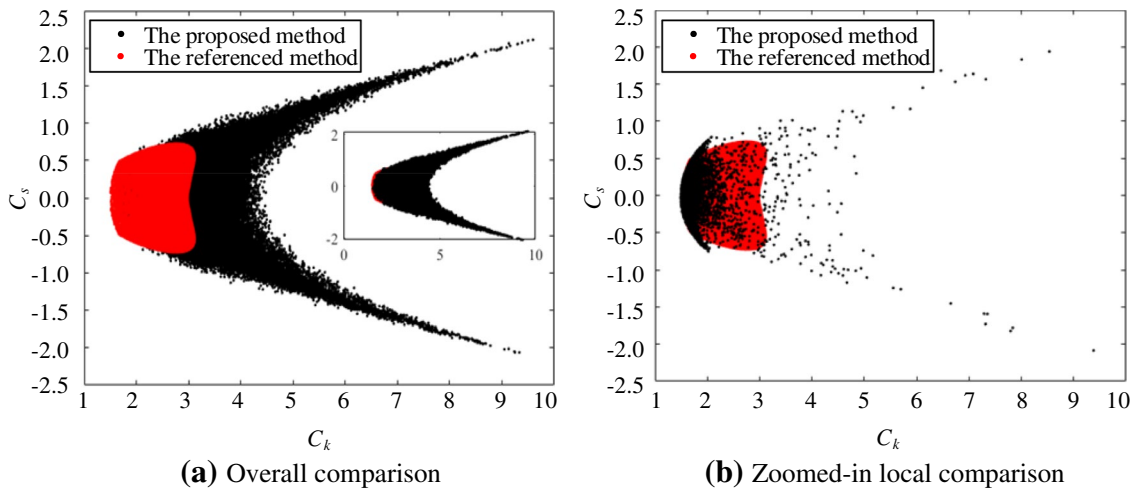 2.5
2.0
1.5
1.0
0.5
0.0
-0.5
-1.0
-1.5
-2.0
-2.5
C_s
The proposed method
The referenced method
2
0
-2
0
5
10
1 2 3 4 5 6 7 8 9 10
C_k
(a) Overall comparison
2.5
2.0
1.5
1.0
0.5
0.0
-0.5
-1.0
-1.5
-2.0
-2.5
C_s
The proposed method
The referenced method
1 2 3 4 5 6 7 8 9 10
C_k
(b) Zoomed-in local comparison